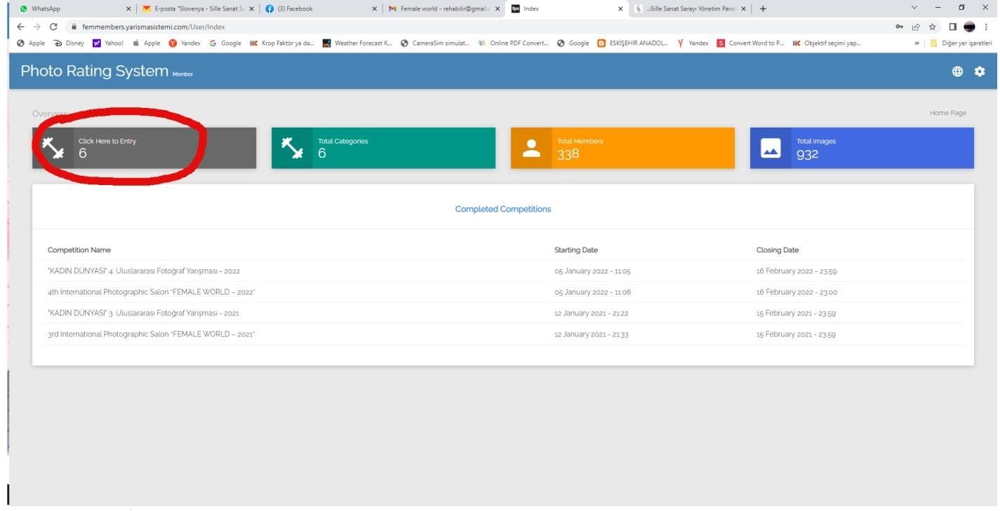 WhatsApp
E-posta "Slovenya - Sille Sanat Sa
(3) Facebook
Female world - rehabilir@gmail.c
fps Index
..:Sille Sanat Sarayı Yönetim Pane
femmembers.yarismasistemi.com/User/Index
Apple Disney Yahoo! Apple Yandex Google HC Krop Faktör ya da... Weather Forecast K... CameraSim simulat... Online PDF Convert... Google ESKİŞEHİR ANADOL... Yandex S Convert Word to P... HC Objektif seçimi yap... » Diğer yer işaretleri
Photo Rating System Member
Overview
Home Page
Click Here to Entry
6
Total Categories
6
Total Members
338
Total Images
932
Completed Competitions
Competition Name Starting Date Closing Date
"KADIN DÜNYASI" 4. Uluslararası Fotoğraf Yarışması - 2022 05 January 2022 - 11:05 16 February 2022 - 23:59
4th International Photographic Salon "FEMALE WORLD – 2022" 05 January 2022 - 11:06 16 February 2022 - 23:00
"KADIN DÜNYASI" 3. Uluslararası Fotoğraf Yarışması - 2021 12 January 2021 - 21:22 15 February 2021 - 23:59
3rd International Photographic Salon "FEMALE WORLD – 2021" 12 January 2021 - 21:33 15 February 2021 - 23:59